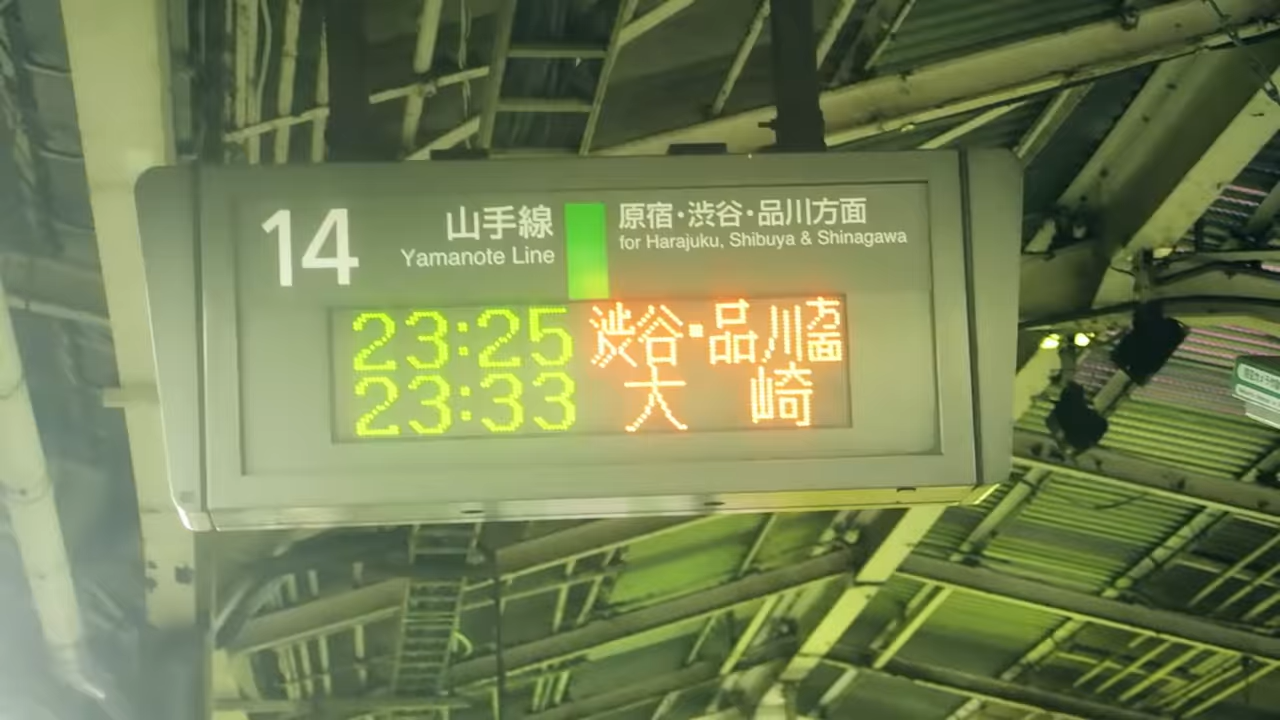 14
山手線
Yamanote Line
原宿・渋谷・品川方面
for Harajuku, Shibuya & Shinagawa
23:25 渋谷・品川方面
23:33 大崎